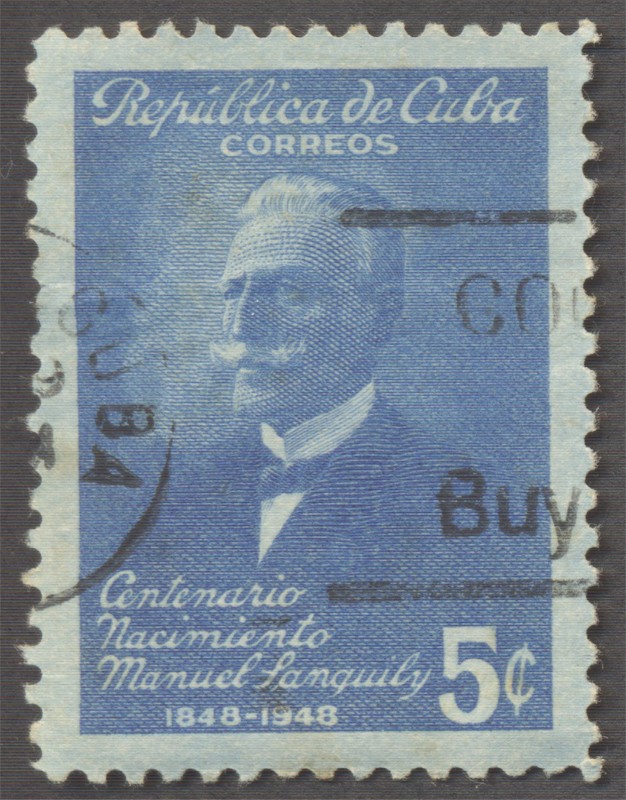 República de Cuba
CORREOS
CO
Buy
Centenario
Nacimiento
Manuel Sanguily
5¢
1848-1948